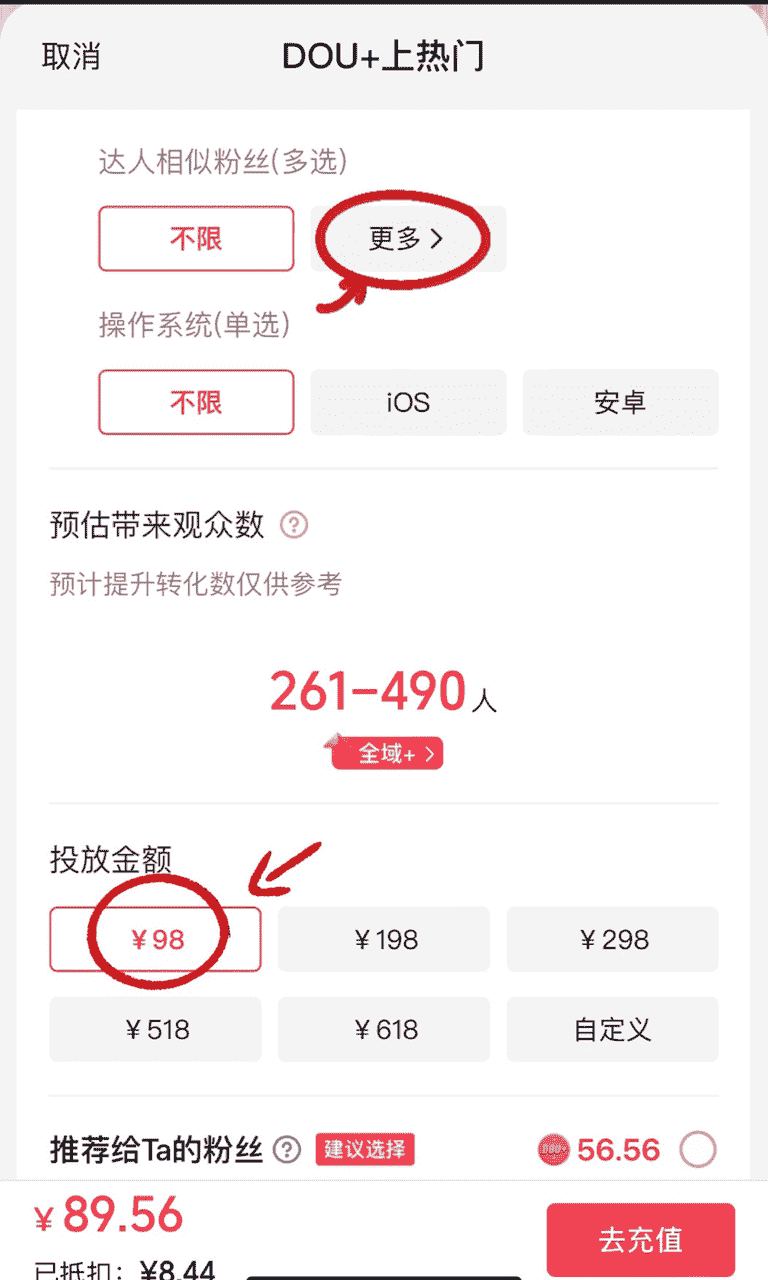 取消 DOU+上热门
达人相似粉丝(多选)
不限 更多 >
操作系统(单选)
不限 iOS 安卓
预估带来观众数 ?
预计提升转化数仅供参考
261-490人
全域+ >
投放金额
¥98 ¥198 ¥298
¥518 ¥618 自定义
推荐给Ta的粉丝 ? 建议选择 56.56
¥89.56 去充值
已抵扣：¥8.44